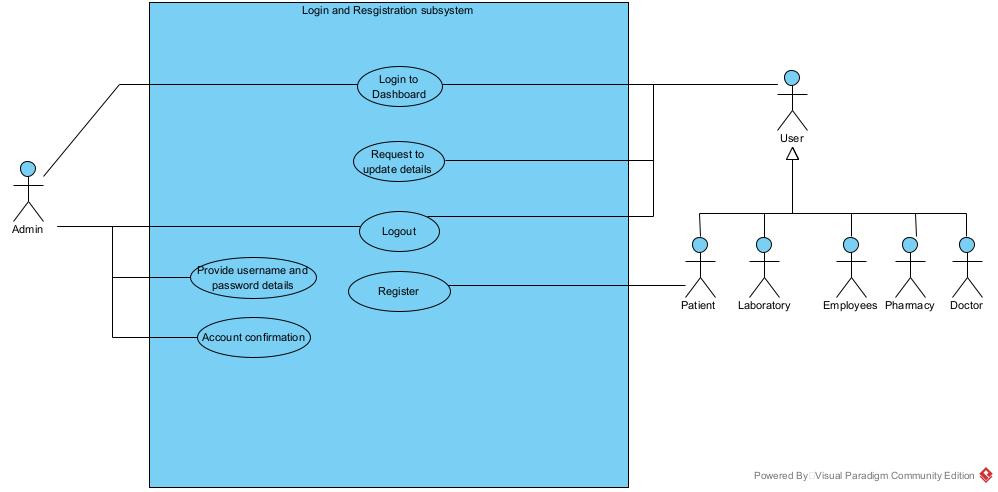 Login and Resgistration subsystem
Login to
Dashboard
User
Request to
update details
Admin
Logout
Provide username and
password details
Register
Patient
Laboratory
Employees
Pharmacy
Doctor
Account confirmation
Powered By Visual Paradigm Community Edition